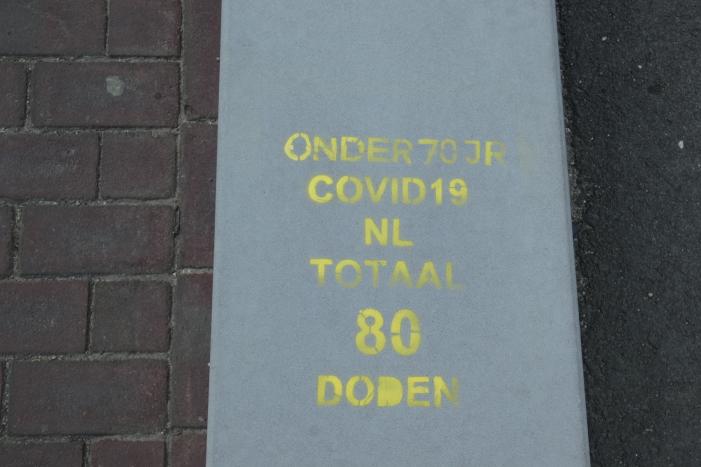 ONDER 70 JR
COVID19
NL
TOTAAL
80
DODEN